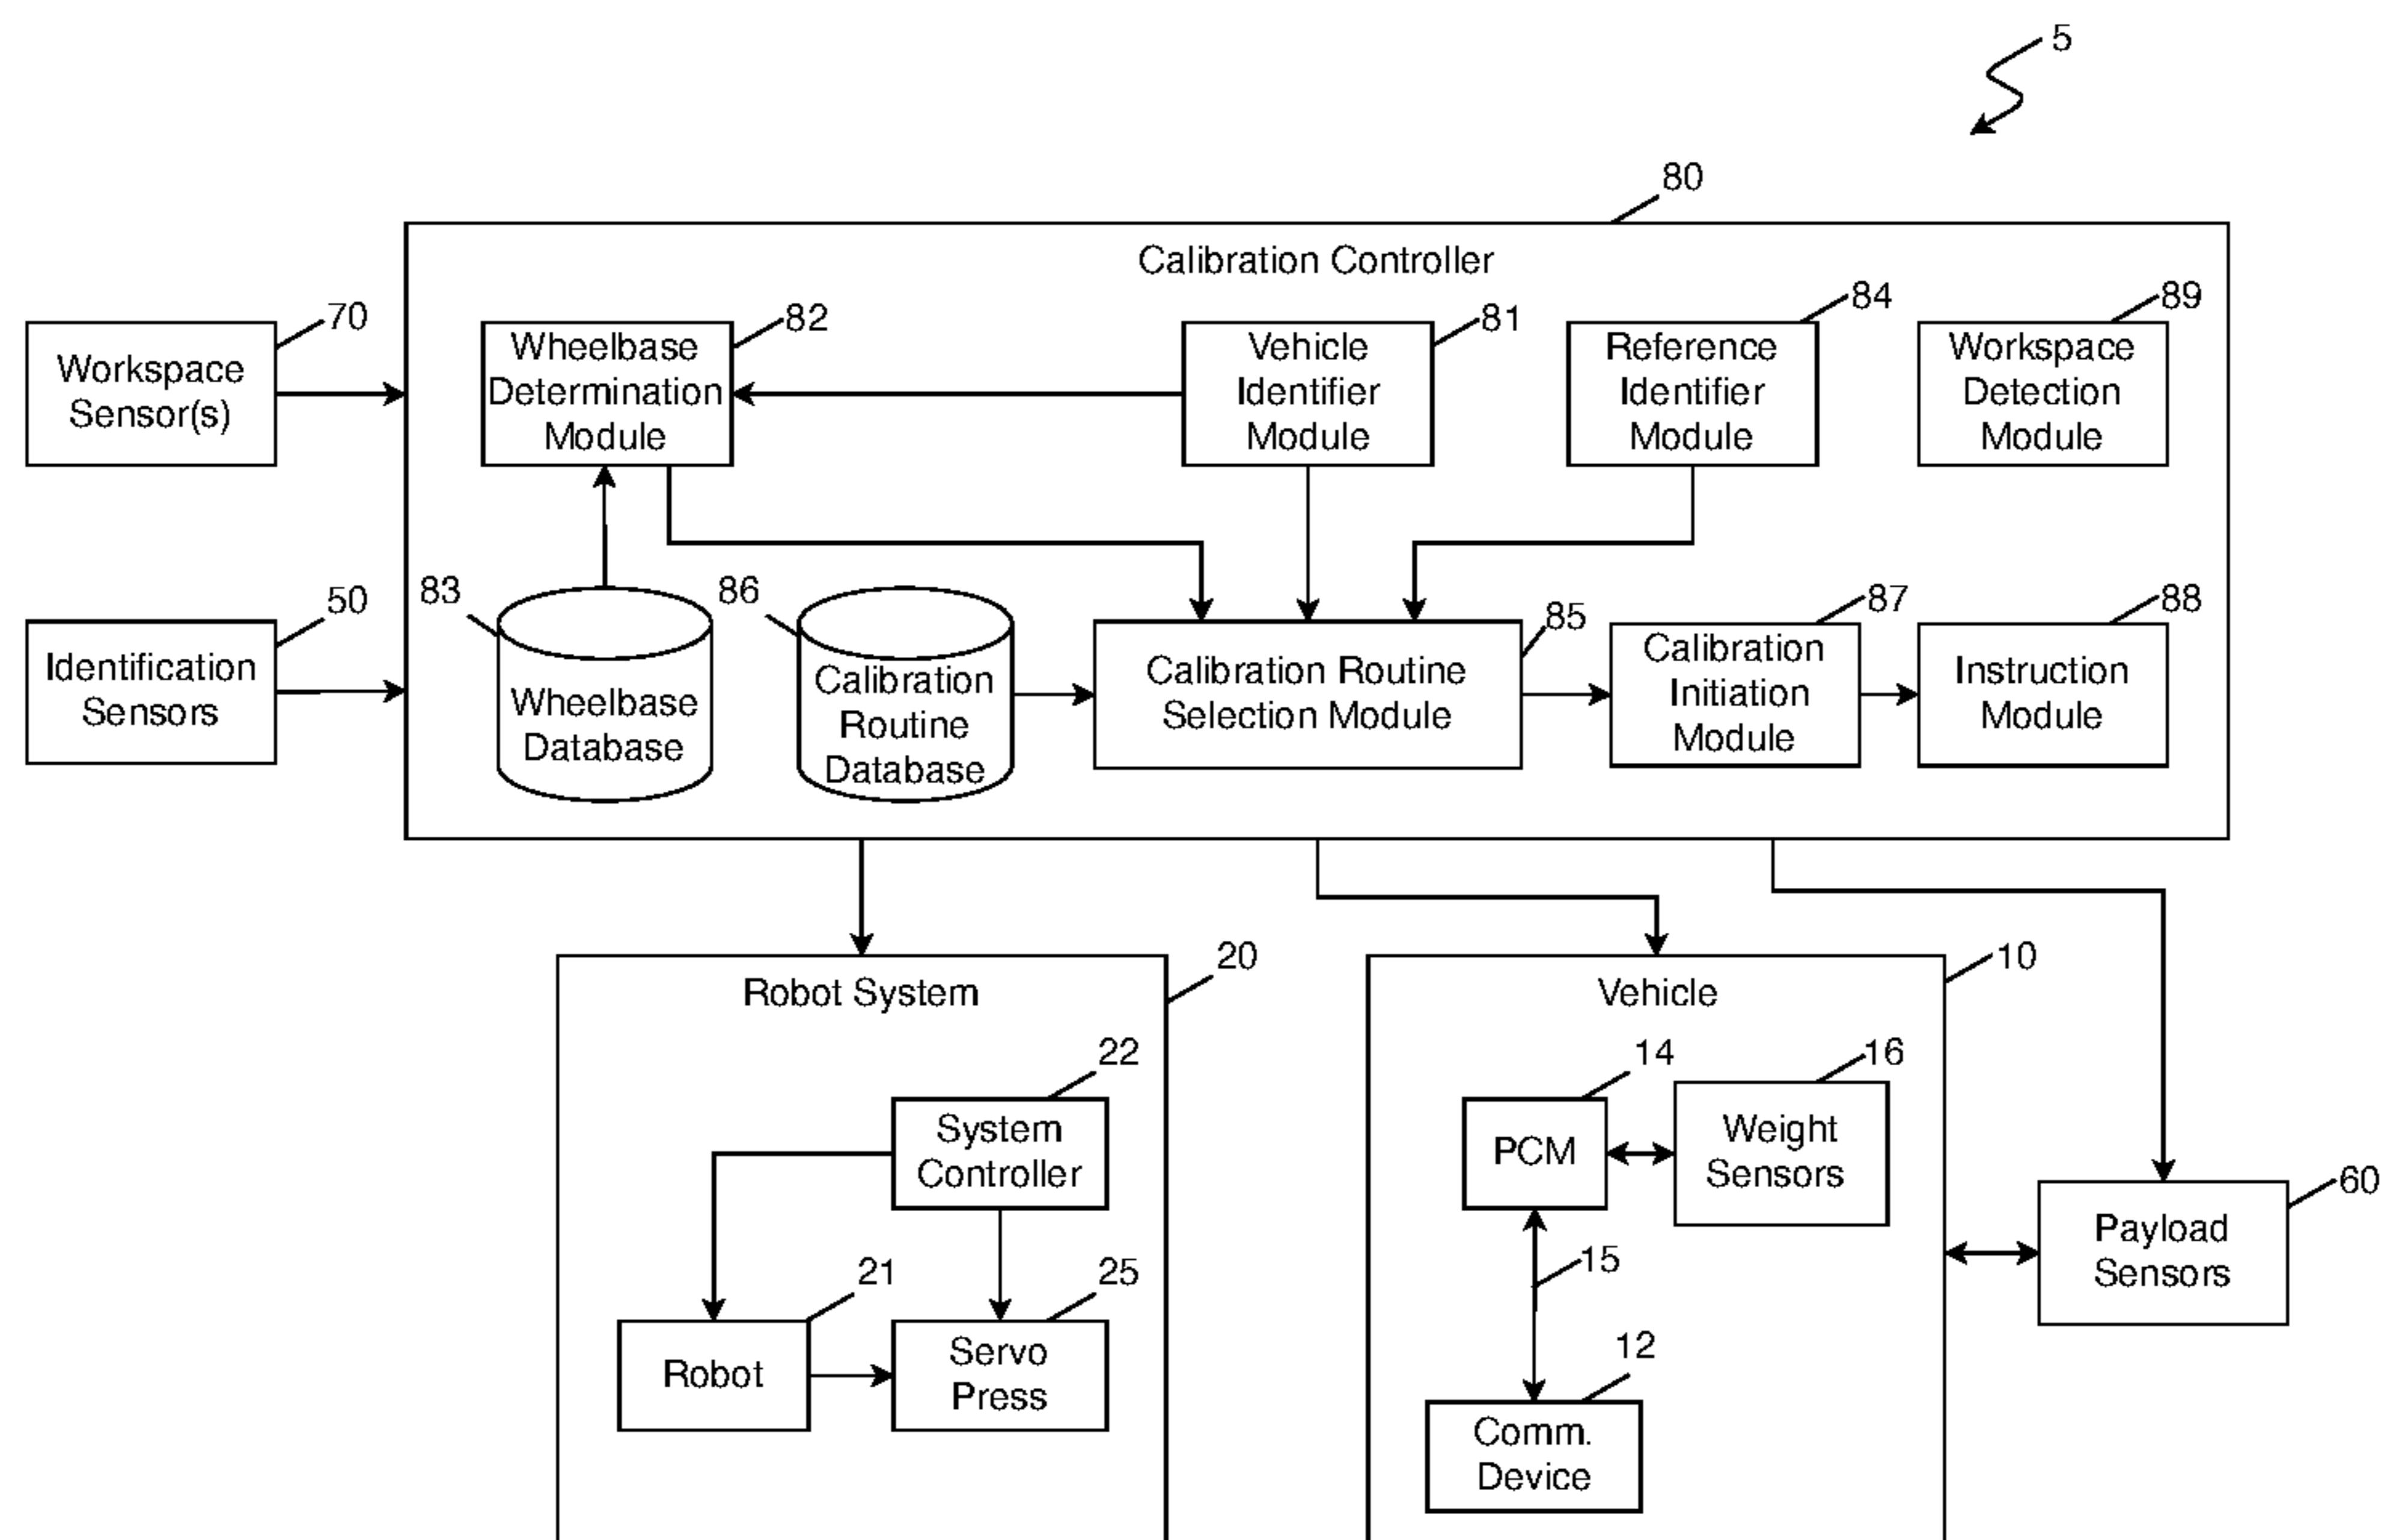 5
80
Calibration Controller
70
Workspace
Sensor(s)
82
Wheelbase
Determination
Module
81
Vehicle
Identifier
Module
84
Reference
Identifier
Module
89
Workspace
Detection
Module
50
Identification
Sensors
83
Wheelbase
Database
86
Calibration
Routine
Database
85
Calibration Routine
Selection Module
87
Calibration
Initiation
Module
88
Instruction
Module
20
Robot System
22
System
Controller
21
Robot
25
Servo
Press
10
Vehicle
14
PCM
16
Weight
Sensors
15
12
Comm.
Device
60
Payload
Sensors